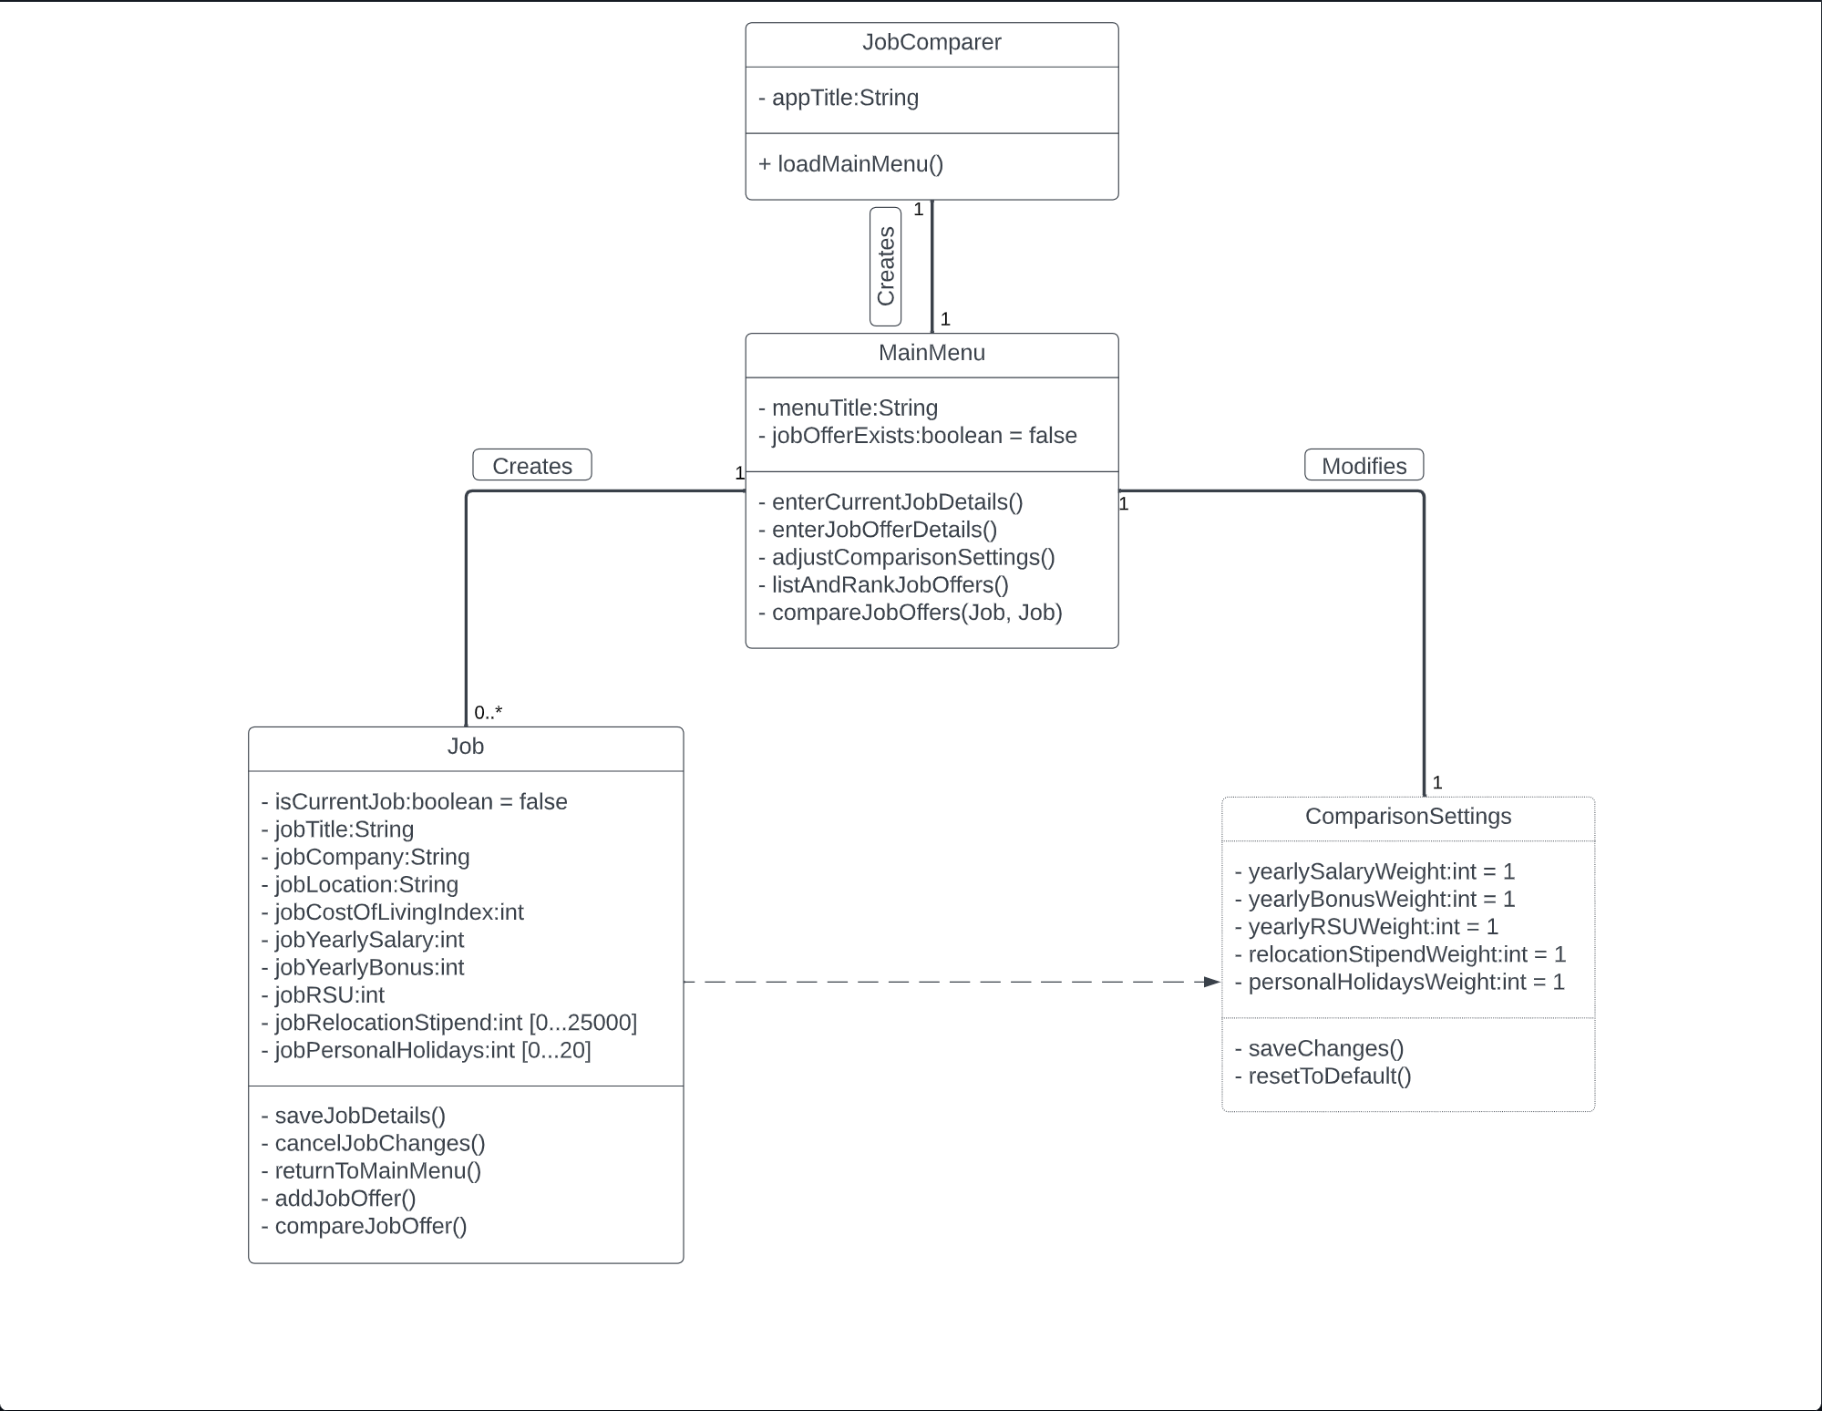 JobComparer
- appTitle:String
+ loadMainMenu()
1
Creates
1
MainMenu
- menuTitle:String
- jobOfferExists:boolean = false
- enterCurrentJobDetails()
- enterJobOfferDetails()
- adjustComparisonSettings()
- listAndRankJobOffers()
- compareJobOffers(Job, Job)
Creates
1
0..*
Modifies
1
1
Job
- isCurrentJob:boolean = false
- jobTitle:String
- jobCompany:String
- jobLocation:String
- jobCostOfLivingIndex:int
- jobYearlySalary:int
- jobYearlyBonus:int
- jobRSU:int
- jobRelocationStipend:int [0...25000]
- jobPersonalHolidays:int [0...20]
- saveJobDetails()
- cancelJobChanges()
- returnToMainMenu()
- addJobOffer()
- compareJobOffer()
ComparisonSettings
- yearlySalaryWeight:int = 1
- yearlyBonusWeight:int = 1
- yearlyRSUWeight:int = 1
- relocationStipendWeight:int = 1
- personalHolidaysWeight:int = 1
- saveChanges()
- resetToDefault()